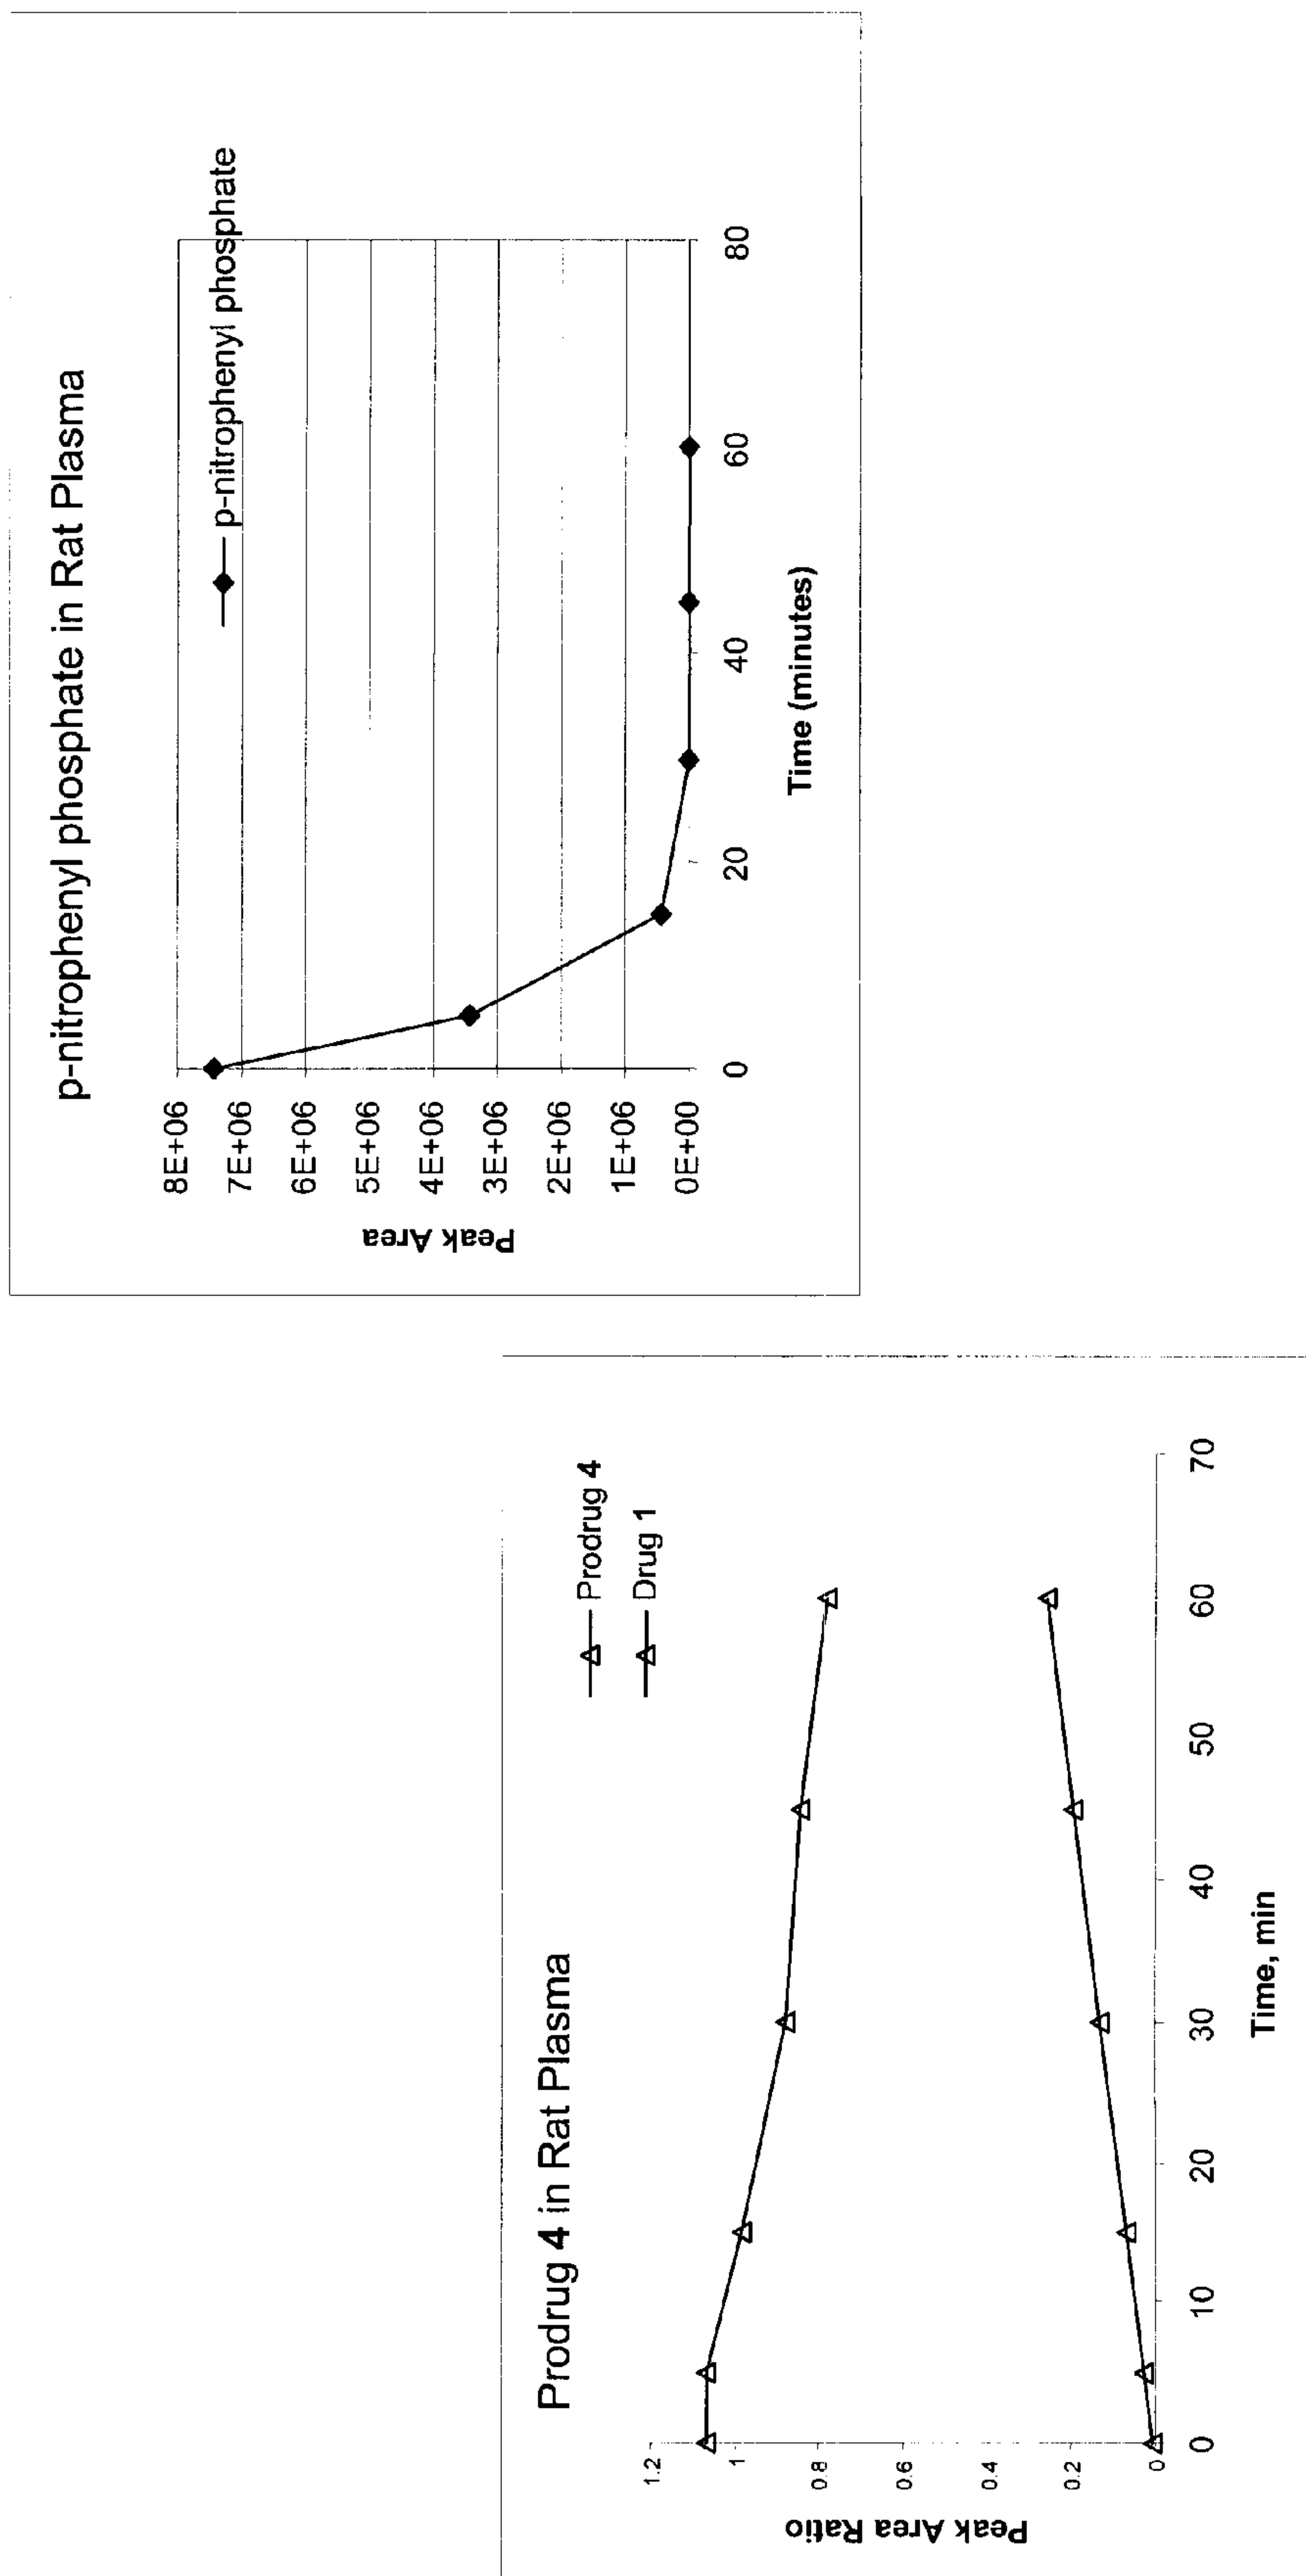 Prodrug 4 in Rat Plasma
Prodrug 4
Drug 1
Peak Area Ratio
1.2
1
0.8
0.6
0.4
0.2
0
0
10
20
30
40
50
60
70
Time, min
p-nitrophenyl phosphate in Rat Plasma
p-nitrophenyl phosphate
Peak Area
8E+06
7E+06
6E+06
5E+06
4E+06
3E+06
2E+06
1E+06
0E+00
0
20
40
60
80
Time (minutes)